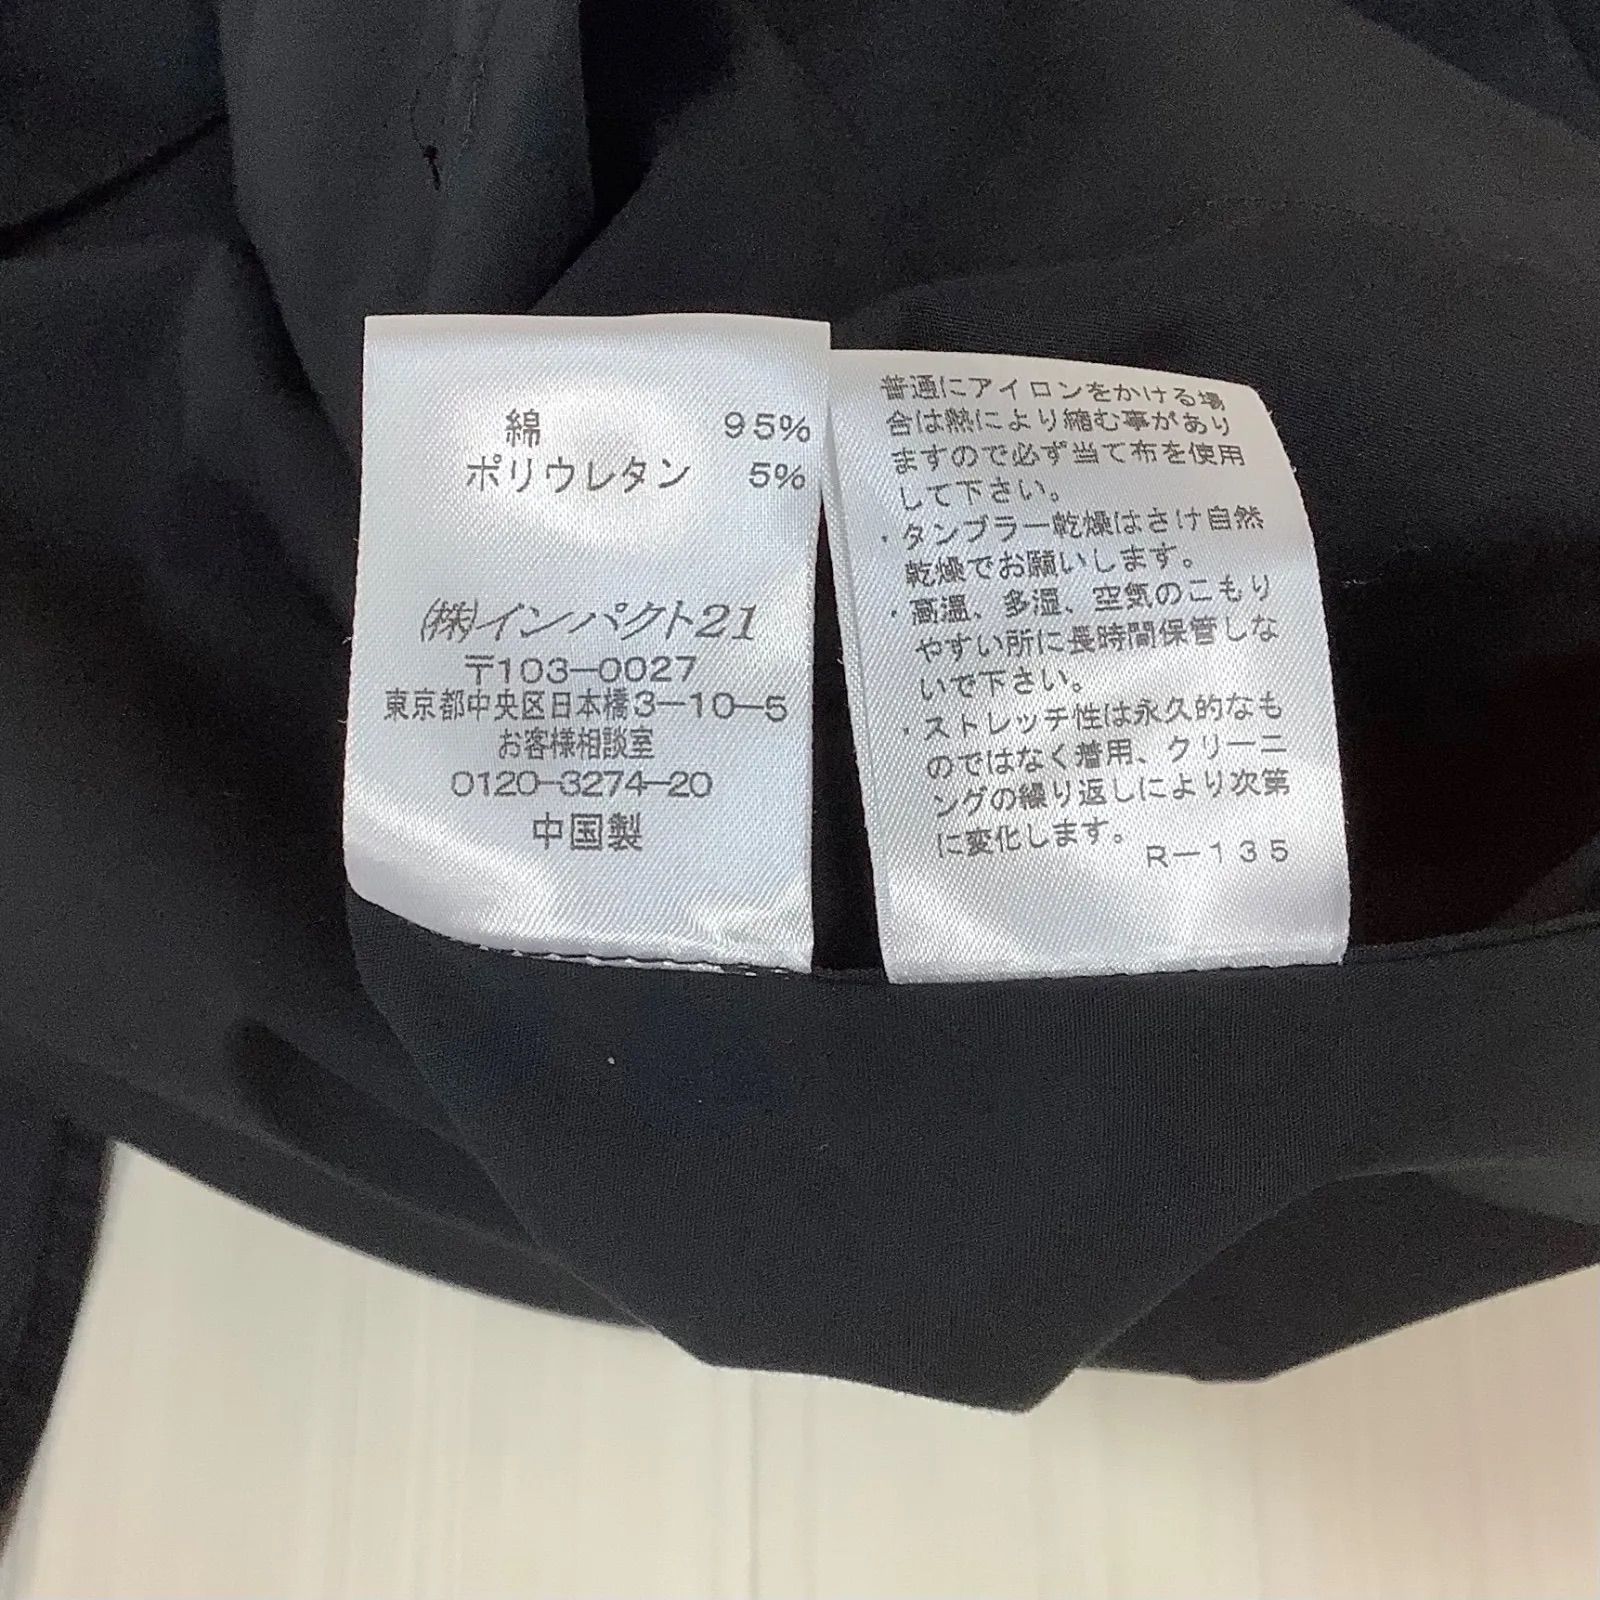 綿 95%
ポリウレタン 5%
(株)インパクト21
〒103-0027
東京都中央区日本橋3-10-5
お客様相談室
0120-3274-20
中国製
普通にアイロンをかける場
合は熱により縮む事があり
ますので必ず当て布を使用
して下さい。
・タンブラー乾燥はさけ自然
乾燥でお願いします。
・高温、多湿、空気のこもり
やすい所に長時間保管しな
いで下さい。
・ストレッチ性は永久的なも
のではなく着用、クリーニ
ングの繰り返しにより次第
に変化します。
R-135